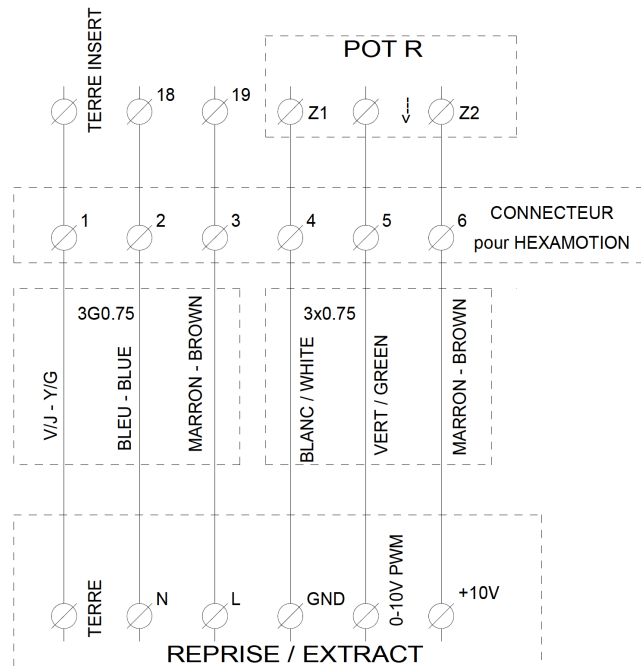 POT R
TERRE INSERT
18
19
Z1
Z2
1
2
3
4
5
6
CONNECTEUR
pour HEXAMOTION
3G0.75
3x0.75
V/J - Y/G
BLEU - BLUE
MARRON - BROWN
BLANC / WHITE
VERT / GREEN
MARRON - BROWN
TERRE
N
L
GND
0-10V PWM
+10V
REPRISE / EXTRACT